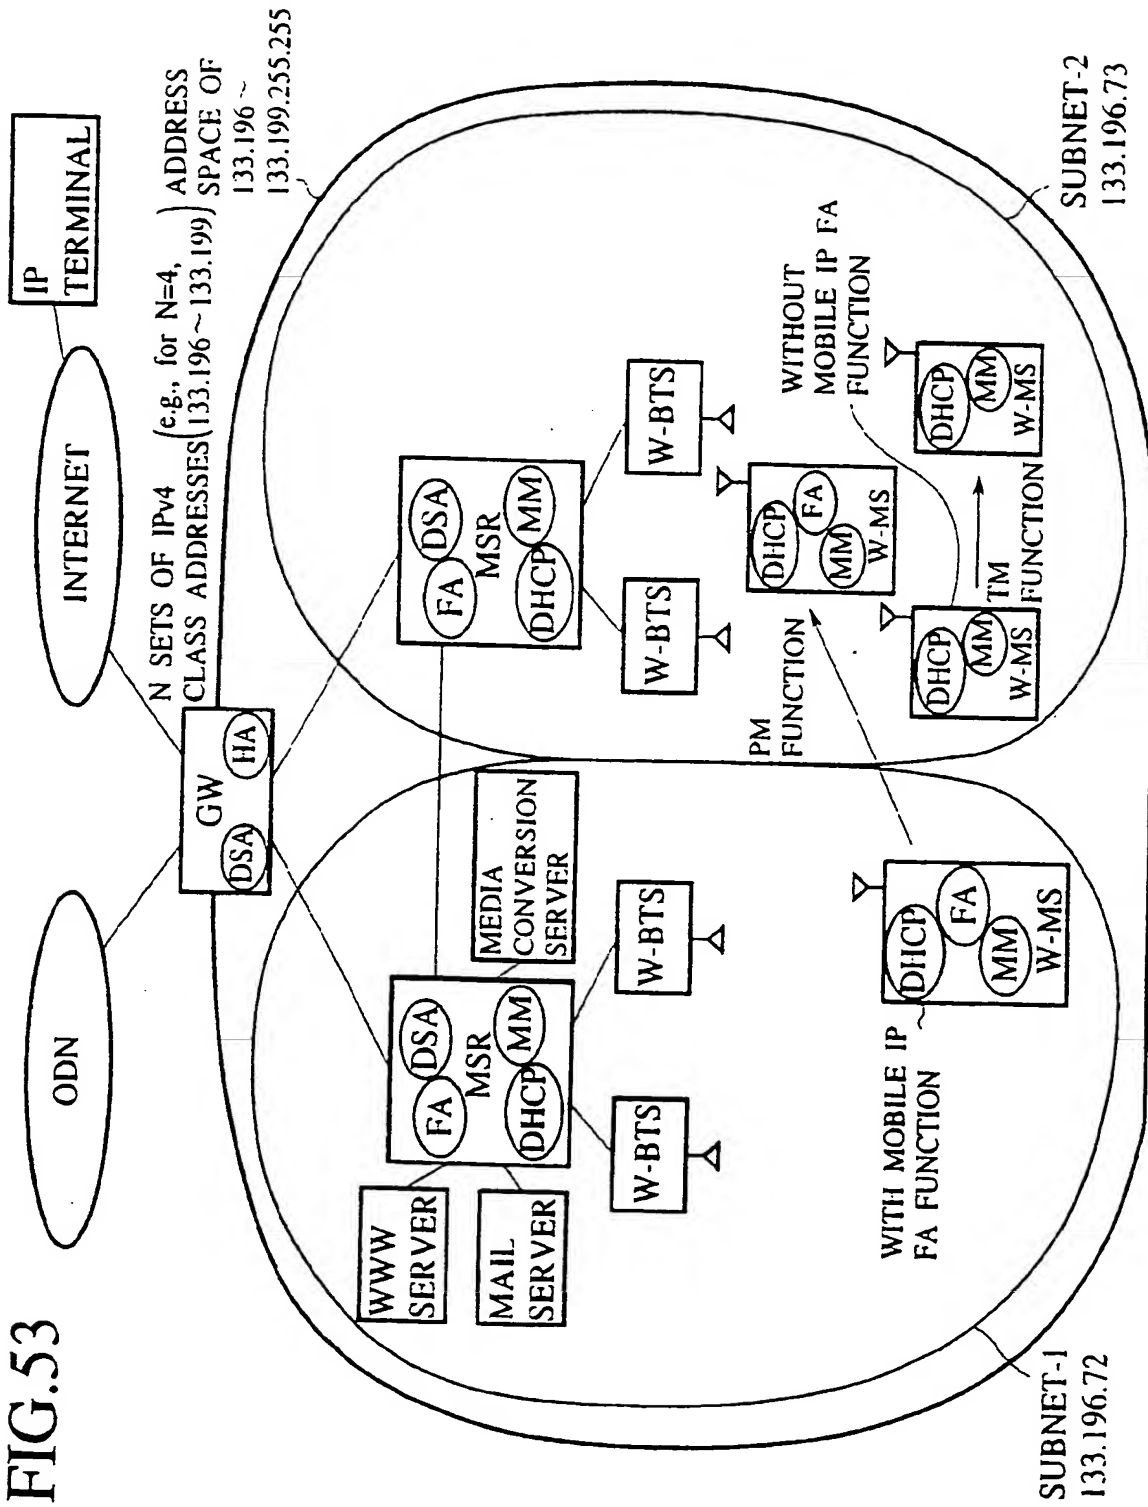 FIG.53
ODN
INTERNET
IP
TERMINAL
GW
DSA
HA
N SETS OF IPv4
CLASS ADDRESSES
(e.g., for N=4,
133.196~133.199)
ADDRESS
SPACE OF
133.196~
133.199.255.255
WWW
SERVER
MAIL
SERVER
FA
DSA
MSR
DHCP
MM
MEDIA
CONVERSION
SERVER
FA
DSA
MSR
DHCP
MM
W-BTS
W-BTS
W-BTS
W-BTS
WITH MOBILE IP
FA FUNCTION
DHCP
FA
MM
W-MS
PM
FUNCTION
DHCP
FA
MM
W-MS
WITHOUT
MOBILE IP FA
FUNCTION
DHCP
MM
W-MS
TM
FUNCTION
DHCP
MM
W-MS
SUBNET-1
133.196.72
SUBNET-2
133.196.73